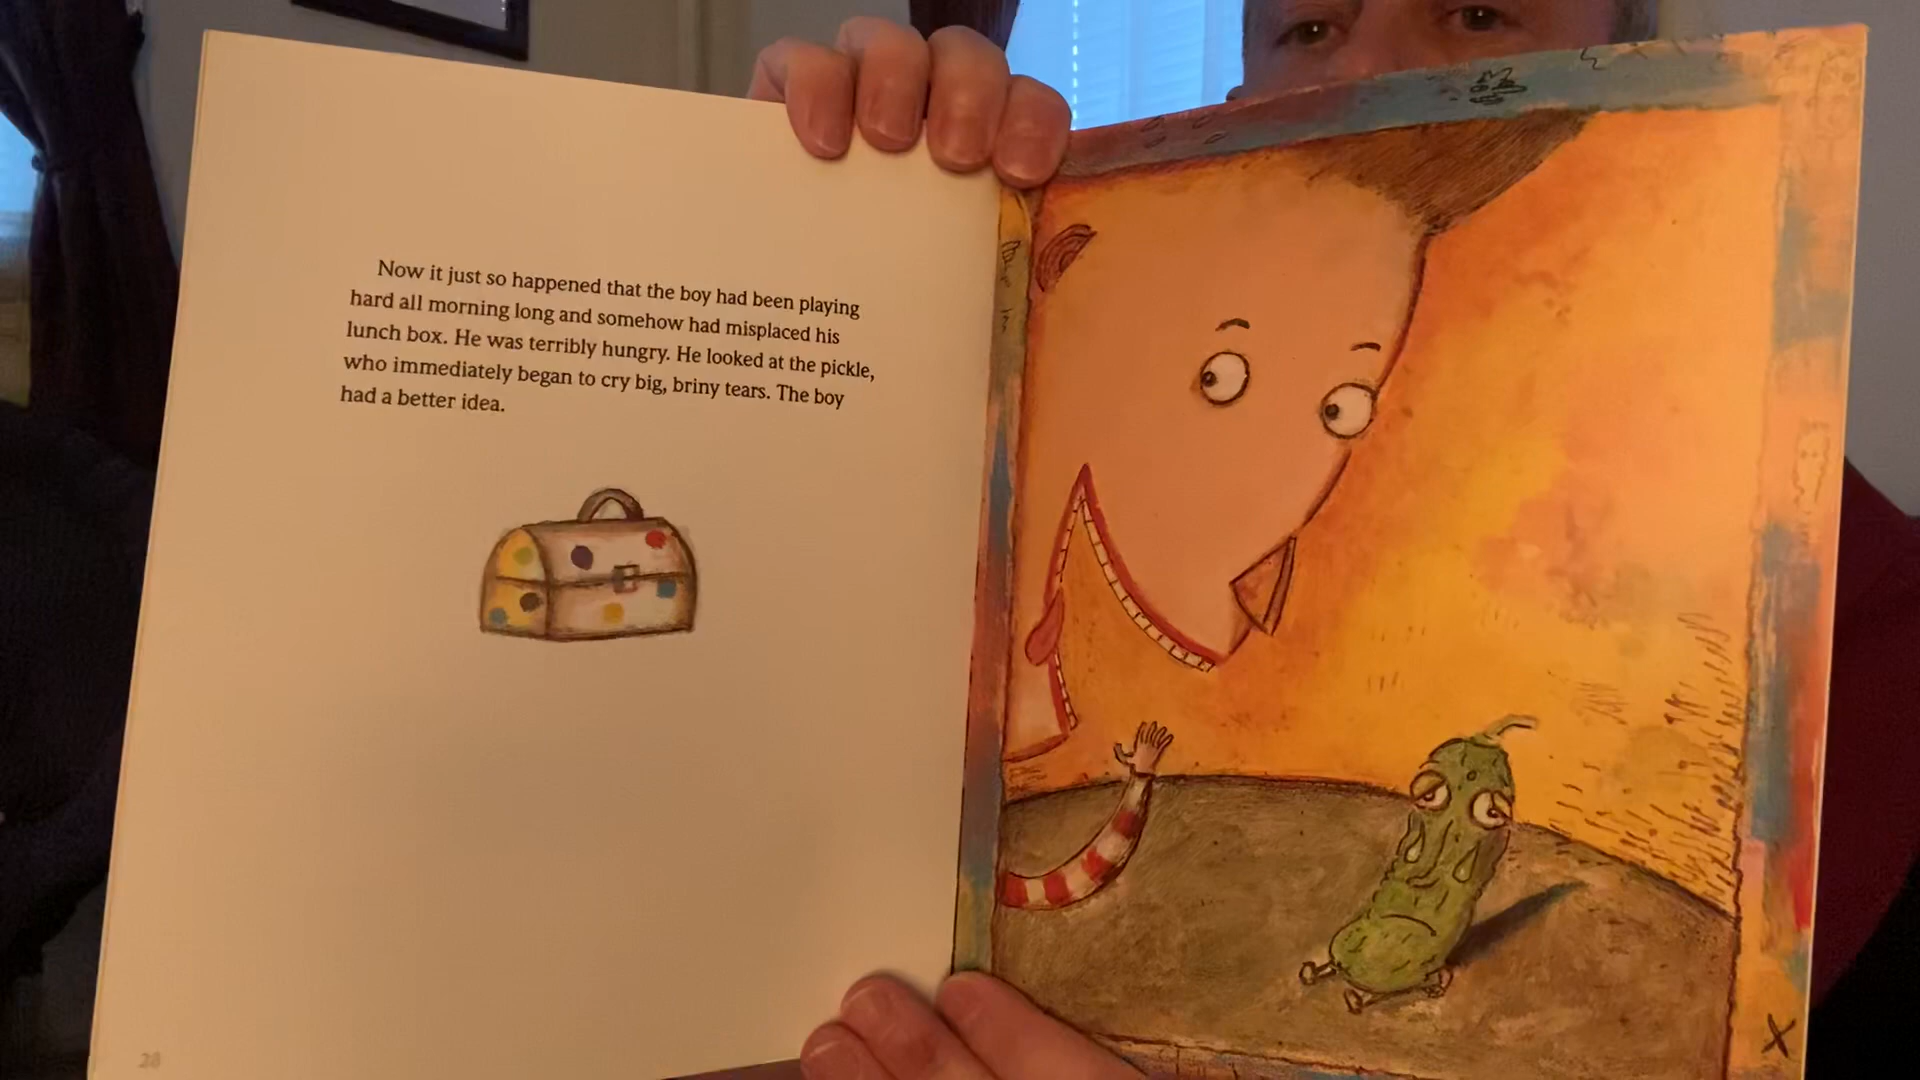 Now it just so happened that the boy had been playing
hard all morning long and somehow had misplaced his
lunch box. He was terribly hungry. He looked at the pickle,
who immediately began to cry big, briny tears. The boy
had a better idea.
28
X